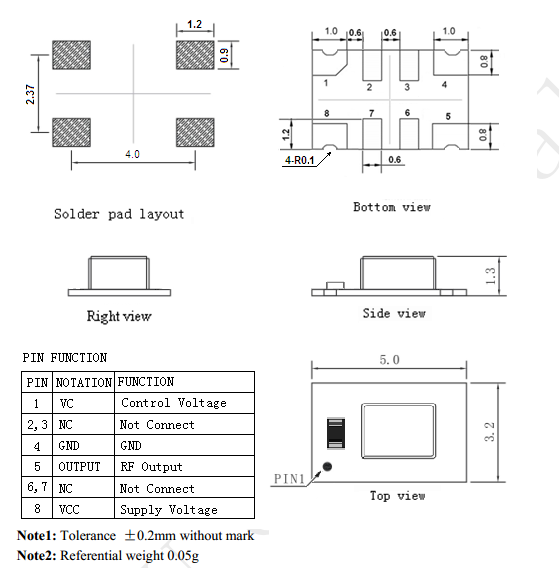 1.2
0.9
2.37
4.0
Solder pad layout
1.0 0.6 0.6 1.0
0.8
1 2 3 4
8 7 6 5
1.2
0.8
4-R0.1
0.6
Bottom view
Right view
1.3
Side view
PIN FUNCTION
PIN NOTATION FUNCTION
1 VC Control Voltage
2,3 NC Not Connect
4 GND GND
5 OUTPUT RF Output
6,7 NC Not Connect
8 VCC Supply Voltage
5.0
3.2
PIN1
Top view
Note1: Tolerance ±0.2mm without mark
Note2: Referential weight 0.05g